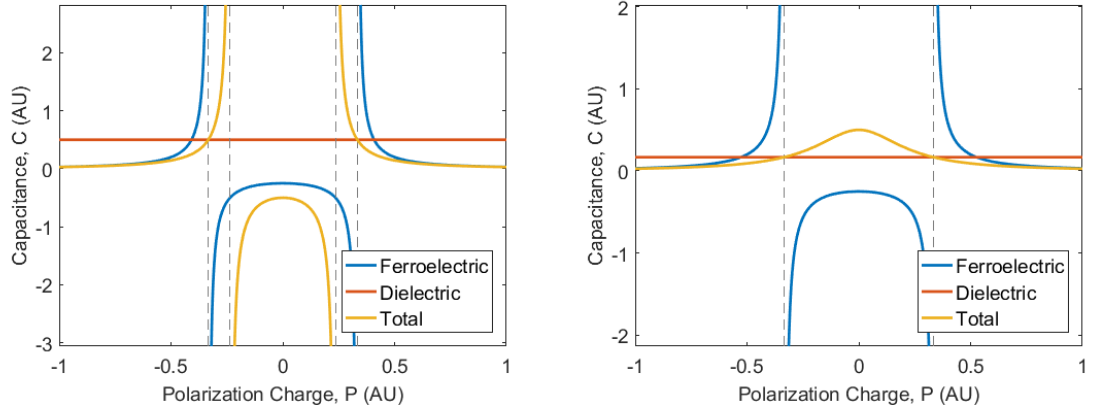 Capacitance, C (AU)
2
1
0
-1
-2
-3
-1
-0.5
0
0.5
1
Polarization Charge, P (AU)
Ferroelectric
Dielectric
Total
Capacitance, C (AU)
2
1
0
-1
-2
-1
-0.5
0
0.5
1
Polarization Charge, P (AU)
Ferroelectric
Dielectric
Total